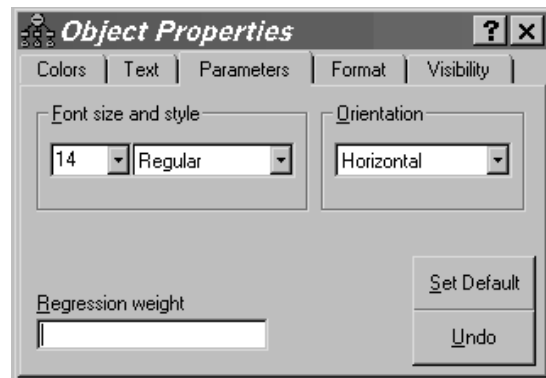 Object Properties ? ×
Colors Text Parameters Format Visibility
Font size and style Orientation
14 Regular Horizontal
Set Default
Regression weight
Undo